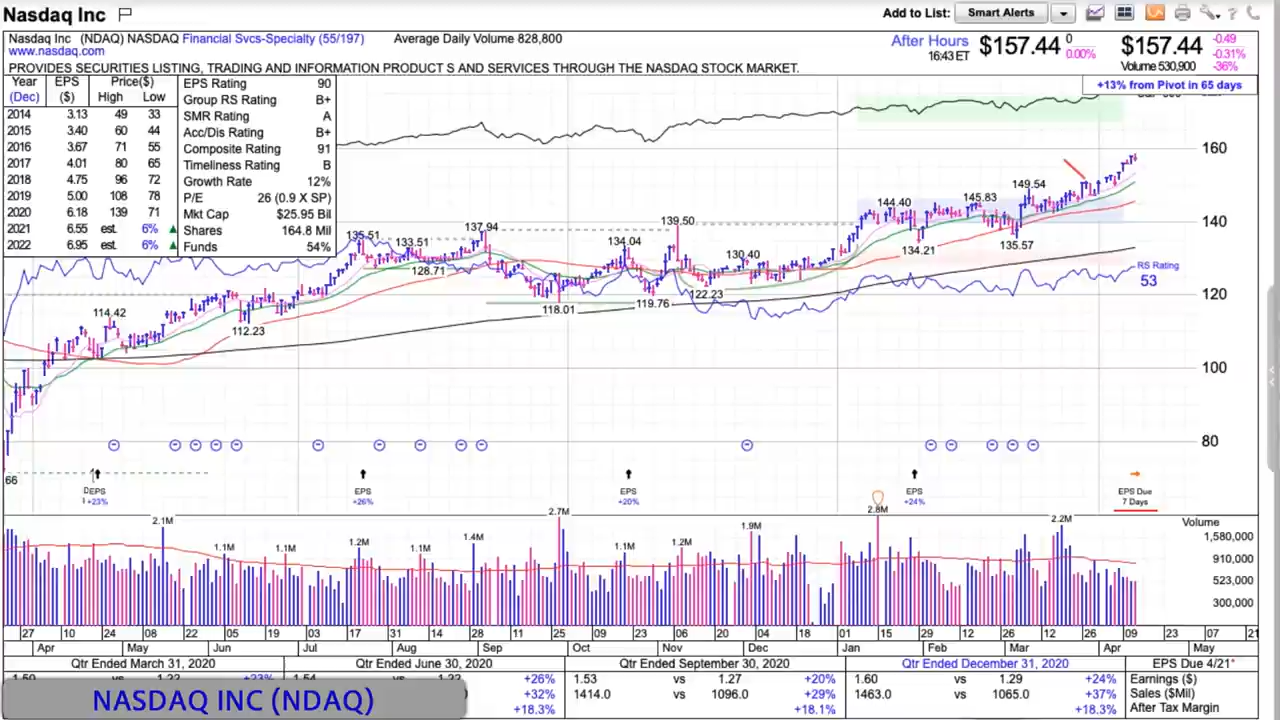 Nasdaq Inc
Add to List: Smart Alerts
Nasdaq Inc (NDAQ) NASDAQ Financial Svcs-Specialty (55/197) Average Daily Volume 828,800
www.nasdaq.com
After Hours 16:43 ET $157.44 0 0.00% $157.44 -0.49 -0.31%
Volume 530,900 -36%
PROVIDES SECURITIES LISTING, TRADING AND INFORMATION PRODUCT S AND SERVICES THROUGH THE NASDAQ STOCK MARKET.
+13% from Pivot in 65 days
Year (Dec) EPS ($) Price($) High Low
2014 3.13 49 33
2015 3.40 60 44
2016 3.67 71 55
2017 4.01 80 65
2018 4.75 96 72
2019 5.00 108 78
2020 6.18 139 71
2021 6.55 est. 6%
2022 6.95 est. 6%
EPS Rating 90
Group RS Rating B+
SMR Rating A
Acc/Dis Rating B+
Composite Rating 91
Timeliness Rating B
Growth Rate 12%
P/E 26 (0.9 X SP)
Mkt Cap $25.95 Bil
Shares 164.8 Mil
Funds 54%
160
149.54
145.83
144.40
140
139.50
137.94
135.51
133.51
134.04
130.40
134.21
135.57
128.71
RS Rating
53
122.23
120
119.76
118.01
114.42
112.23
100
80
66
EPS +23%
EPS +26%
EPS +20%
EPS +24%
EPS Due 7 Days
Volume
2.1M 1.1M 1.1M 1.2M 1.1M 1.4M 2.7M 1.1M 1.2M 1.9M 2.8M 2.2M
1,580,000
910,000
523,000
300,000
27 10 24 08 22 05 19 03 17 31 14 28 11 25 09 23 06 20 04 18 01 15 29 12 26 12 26 09 23 07 21
Apr May Jun Jul Aug Sep Oct Nov Dec Jan Feb Mar Apr May
Qtr Ended March 31, 2020 Qtr Ended June 30, 2020 Qtr Ended September 30, 2020 Qtr Ended December 31, 2020 EPS Due 4/21*
+26% 1.53 vs 1.27 +20% 1.60 vs 1.29 +24% Earnings ($)
+32% 1414.0 vs 1096.0 +29% 1463.0 vs 1065.0 +37% Sales ($Mil)
+18.3% +18.1% +18.3% After Tax Margin
NASDAQ INC (NDAQ)